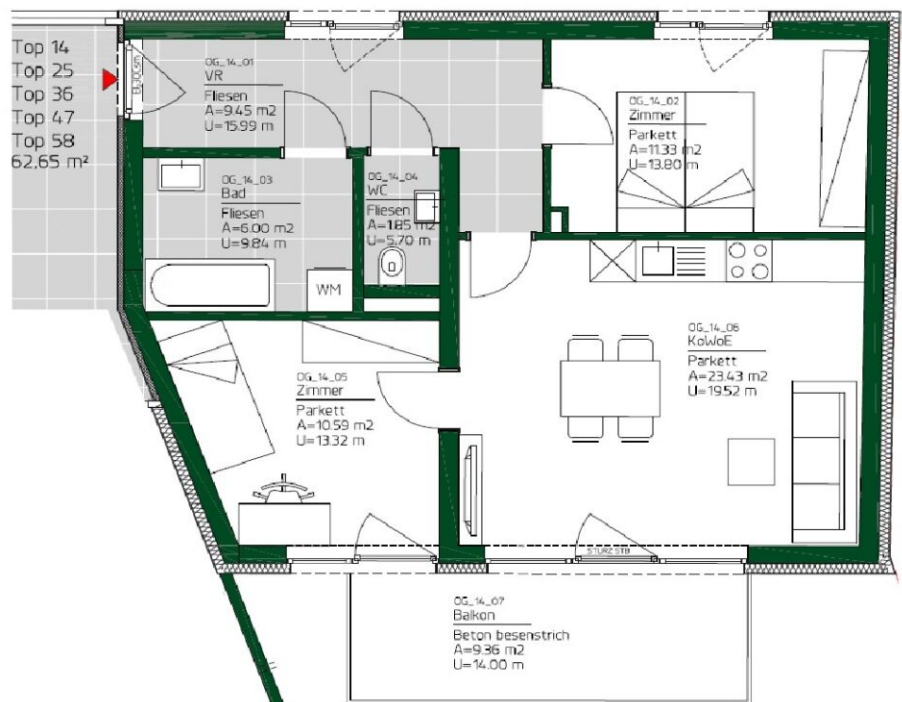 Top 14
Top 25
Top 36
Top 47
Top 58
62.65 m²
OG_14_01
VR
Fliesen
A=9.45 m2
U=15.99 m
OG_14_02
Zimmer
Parkett
A=11.33 m2
U=13.80 m
OG_14_03
Bad
Fliesen
A=6.00 m2
U=9.84 m
OG_14_04
WC
Fliesen
A=1.85 m2
U=5.70 m
WM
OG_14_05
Zimmer
Parkett
A=10.59 m2
U=13.32 m
OG_14_06
KoWoE
Parkett
A=23.43 m2
U=19.52 m
STURZ STB
OG_14_07
Balkon
Beton besenstrich
A=9.36 m2
U=14.00 m